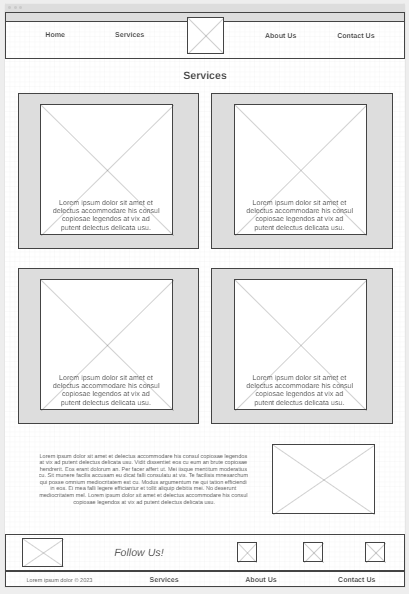 Home Services About Us Contact Us
Services
Lorem ipsum dolor sit amet et
delectus accommodare his consul
copiosae legendos at vix ad
putent delectus delicata usu.
Lorem ipsum dolor sit amet et
delectus accommodare his consul
copiosae legendos at vix ad
putent delectus delicata usu.
Lorem ipsum dolor sit amet et
delectus accommodare his consul
copiosae legendos at vix ad
putent delectus delicata usu.
Lorem ipsum dolor sit amet et
delectus accommodare his consul
copiosae legendos at vix ad
putent delectus delicata usu.
Lorem ipsum dolor sit amet et delectus accommodare his consul copiosae legendos
at vix ad putent delectus delicata usu. Vidit dissentiet eos cu eum an brute copiosae
hendrerit. Eos erant dolorum an. Per facer affert ut. Mei iisque mentitum moderatius
cu. Sit munere facilis accusam eu dicat falli consulatu at vis. Te facilisis mnesarchum
qui posse omnium mediocritatem est cu. Modus argumentum ne qui tation efficiendi
in eos. Ei mea falli legere efficiantur et tollit aliquip debitis mei. No deserunt
mediocritatem mel. Lorem ipsum dolor sit amet et delectus accommodare his consul
copiosae legendos at vix ad putent delectus delicata usu.
Follow Us!
Lorem ipsum dolor © 2023 Services About Us Contact Us